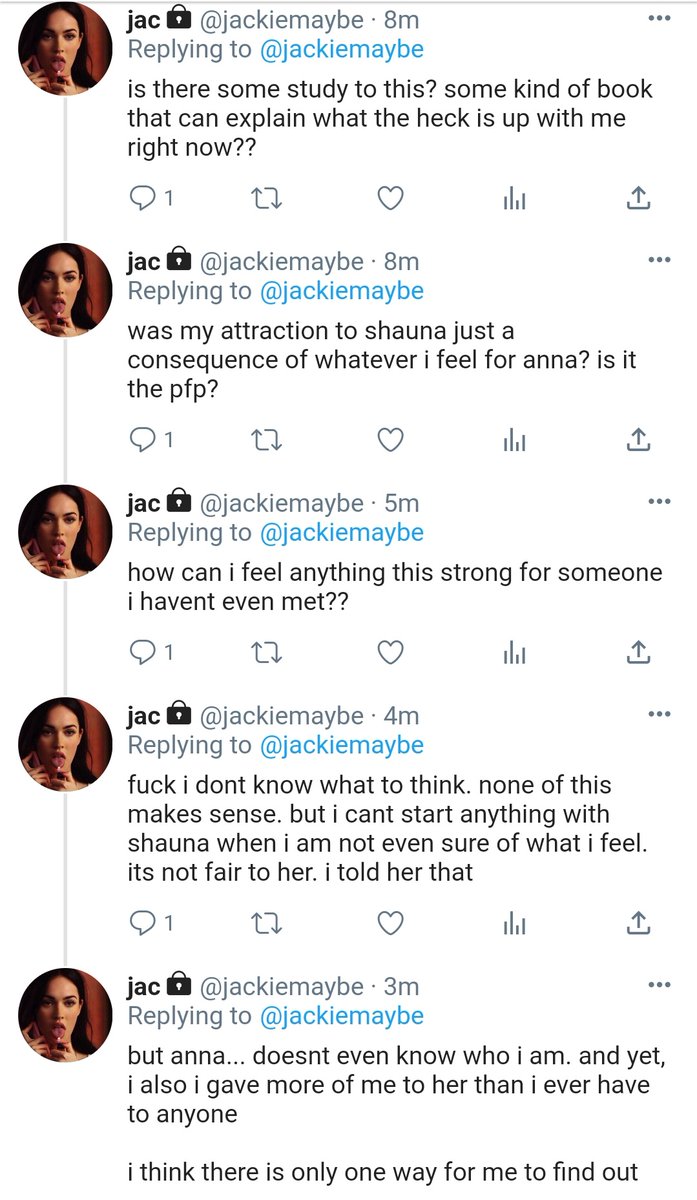 jac 🔒 @jackiemaybe · 8m
Replying to @jackiemaybe
is there some study to this? some kind of book
that can explain what the heck is up with me
right now??
1
jac 🔒 @jackiemaybe · 8m
Replying to @jackiemaybe
was my attraction to shauna just a
consequence of whatever i feel for anna? is it
the pfp?
1
jac 🔒 @jackiemaybe · 5m
Replying to @jackiemaybe
how can i feel anything this strong for someone
i havent even met??
1
jac 🔒 @jackiemaybe · 4m
Replying to @jackiemaybe
fuck i dont know what to think. none of this
makes sense. but i cant start anything with
shauna when i am not even sure of what i feel.
its not fair to her. i told her that
1
jac 🔒 @jackiemaybe · 3m
Replying to @jackiemaybe
but anna... doesnt even know who i am. and yet,
i also i gave more of me to her than i ever have
to anyone
i think there is only one way for me to find out